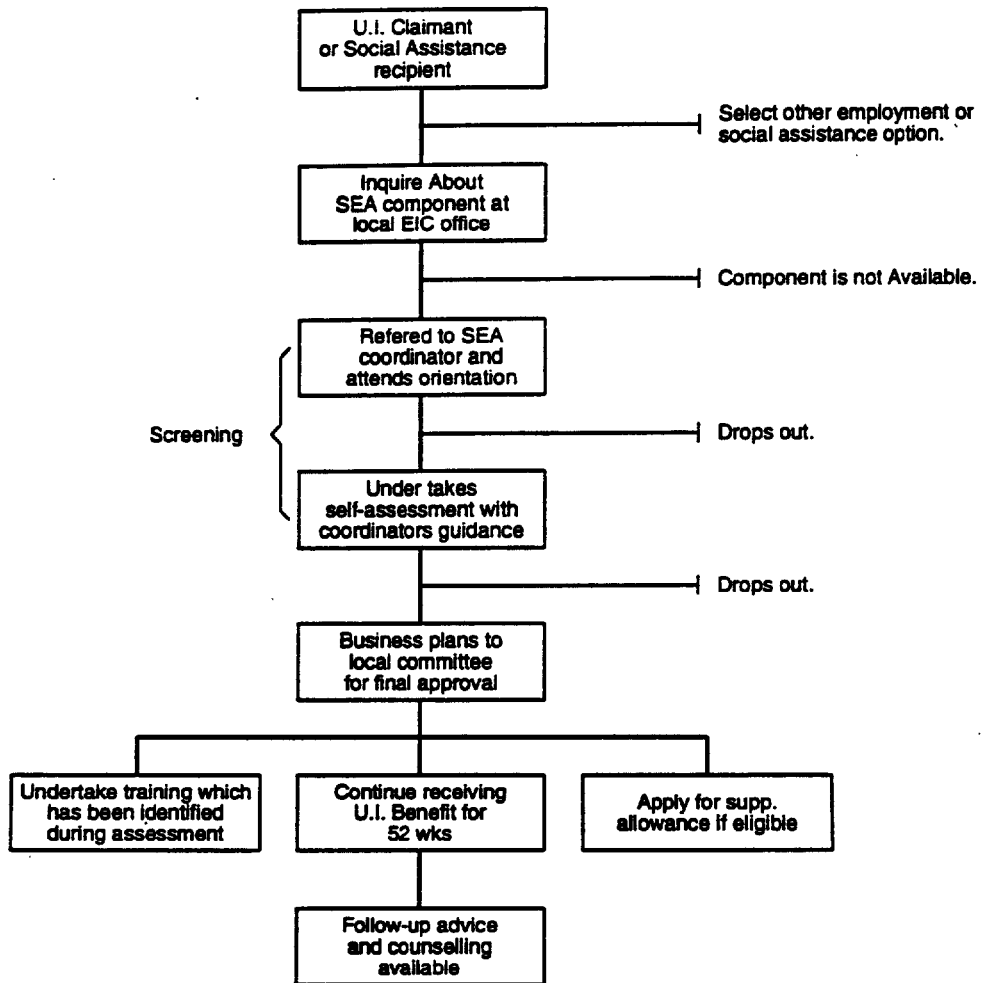 U.I. Claimant
or Social Assistance
recipient
Select other employment or
social assistance option.
Inquire About
SEA component at
local EIC office
Component is not Available.
Refered to SEA
coordinator and
attends orientation
Screening
Drops out.
Under takes
self-assessment with
coordinators guidance
Drops out.
Business plans to
local committee
for final approval
Undertake training which
has been identified
during assessment
Continue receiving
U.I. Benefit for
52 wks
Apply for supp.
allowance if eligible
Follow-up advice
and counselling
available